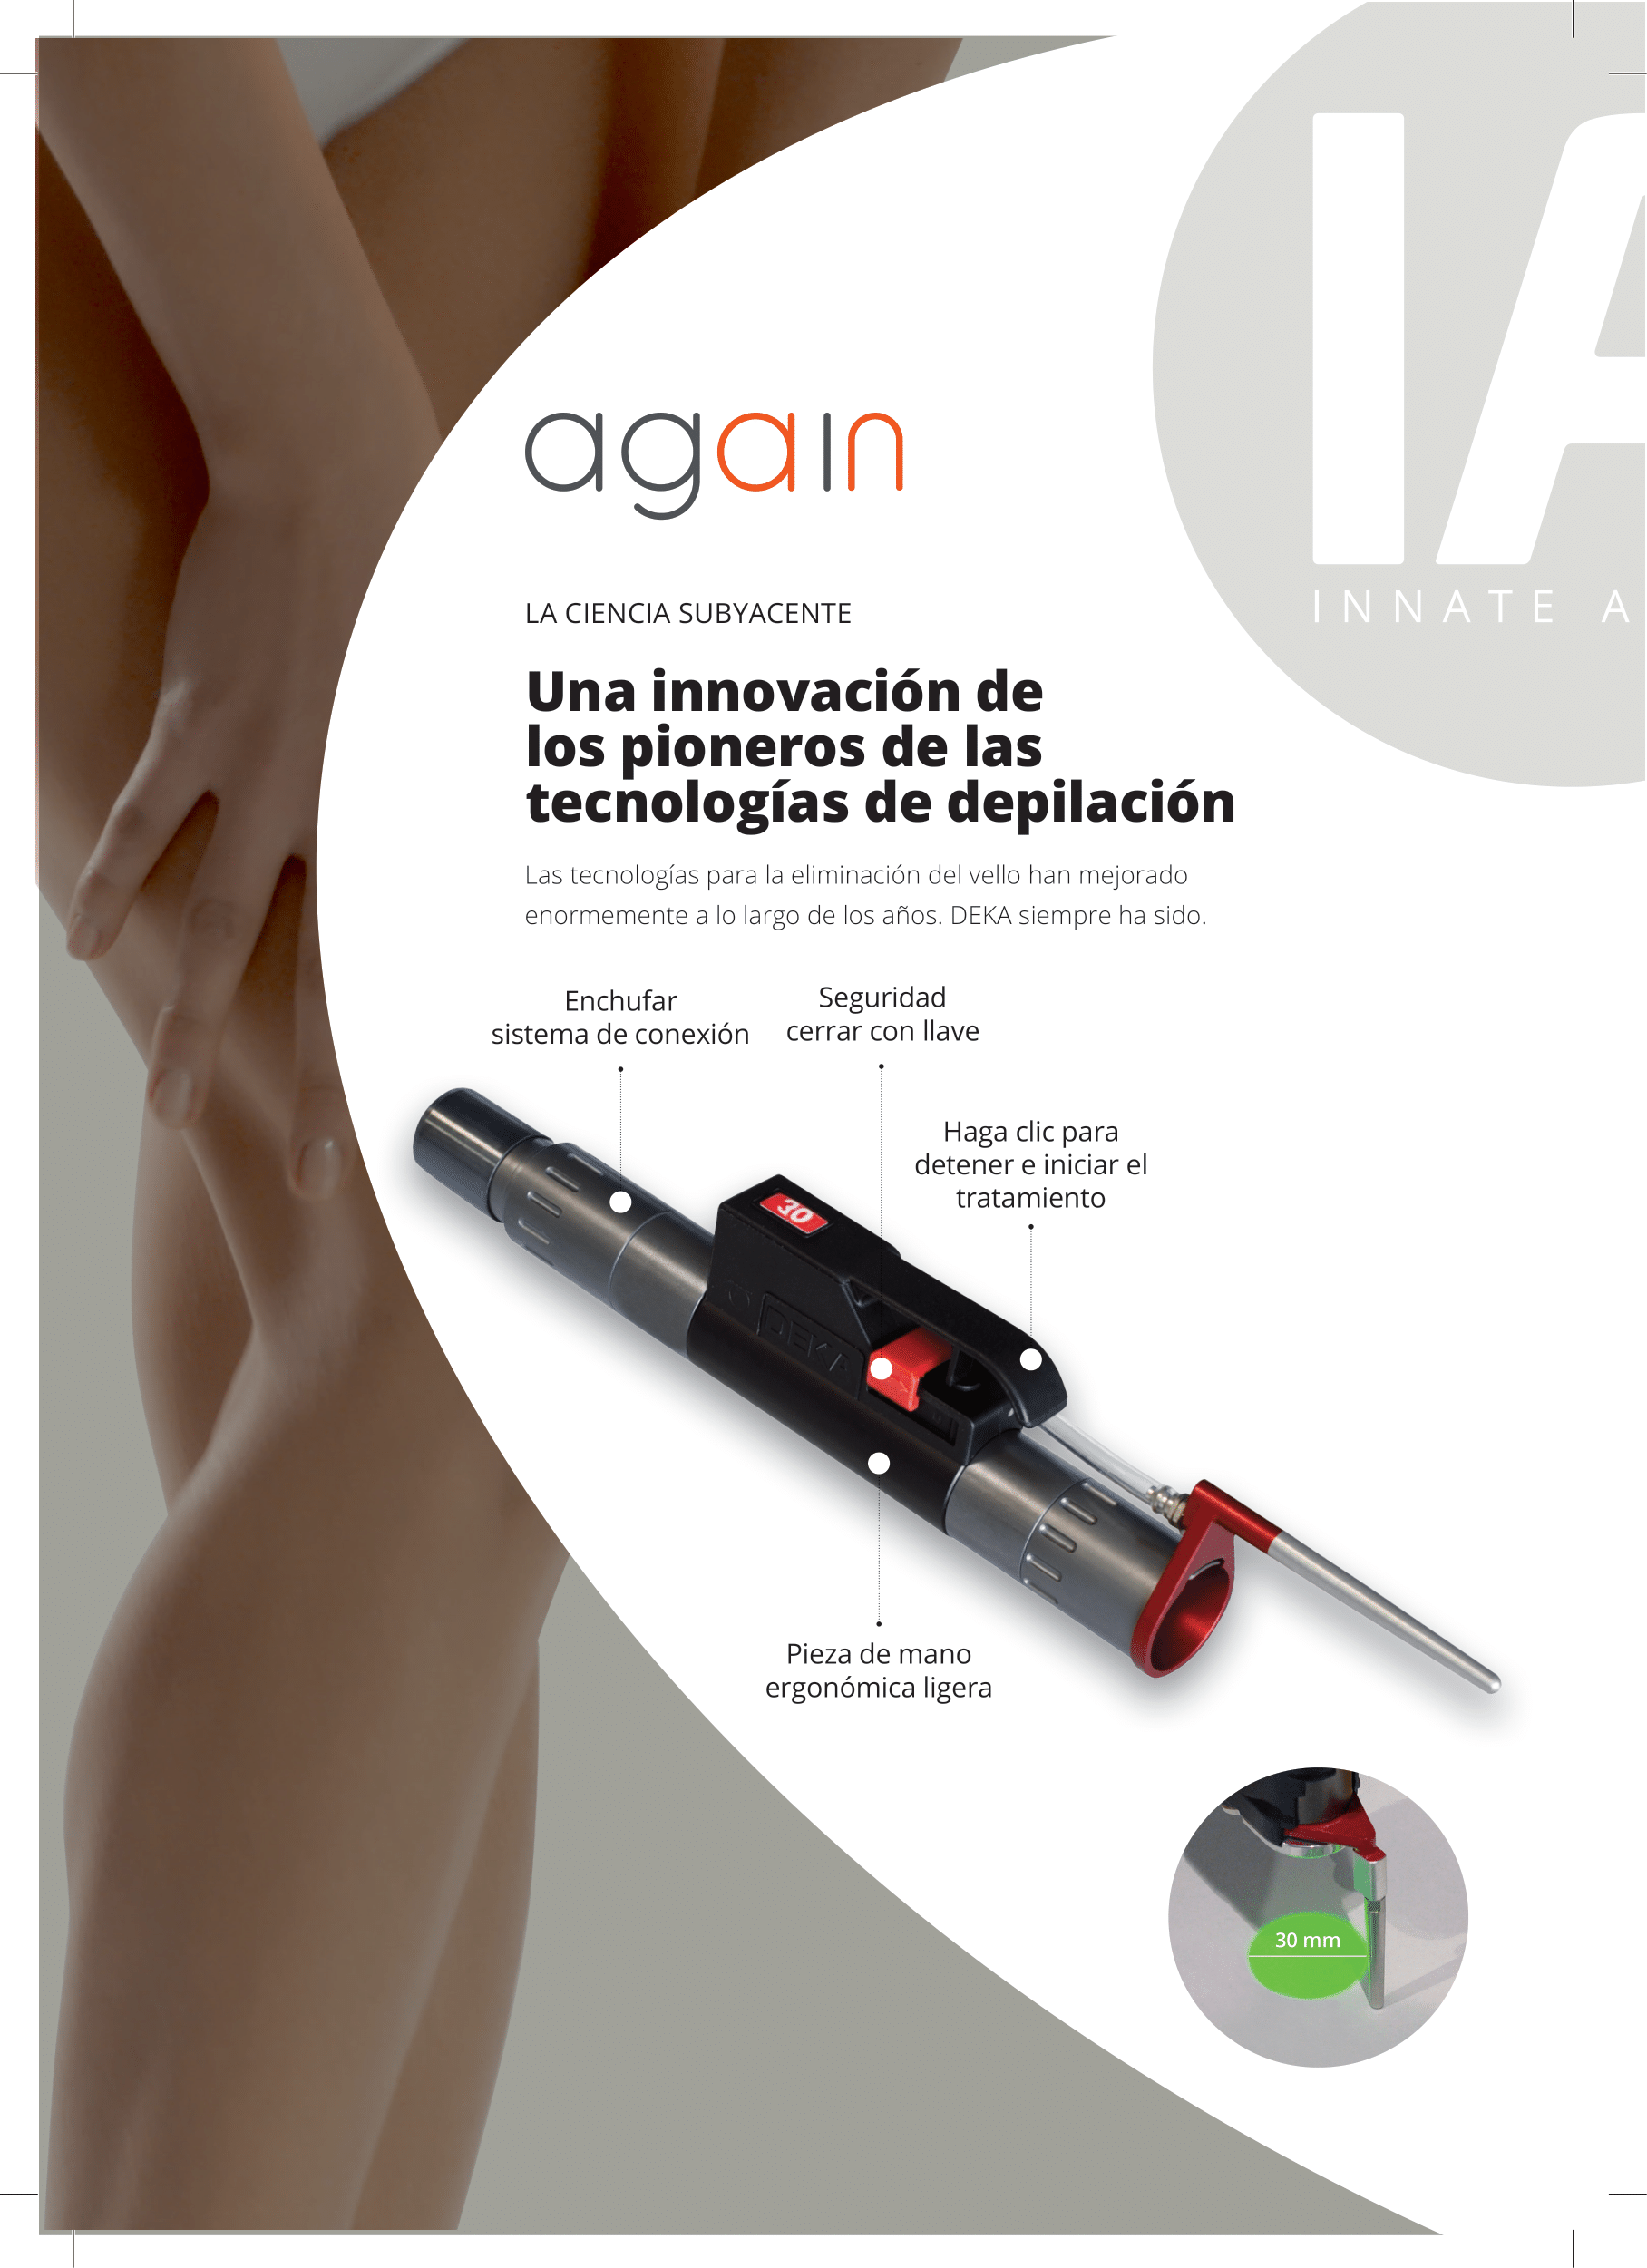 again
IA
INNATE A
LA CIENCIA SUBYACENTE
Una innovación de
los pioneros de las
tecnologías de depilación
Las tecnologías para la eliminación del vello han mejorado
enormemente a lo largo de los años. DEKA siempre ha sido.
Enchufar
sistema de conexión
Seguridad
cerrar con llave
Haga clic para
detener e iniciar el
tratamiento
30
DEKA
Pieza de mano
ergonómica ligera
30 mm